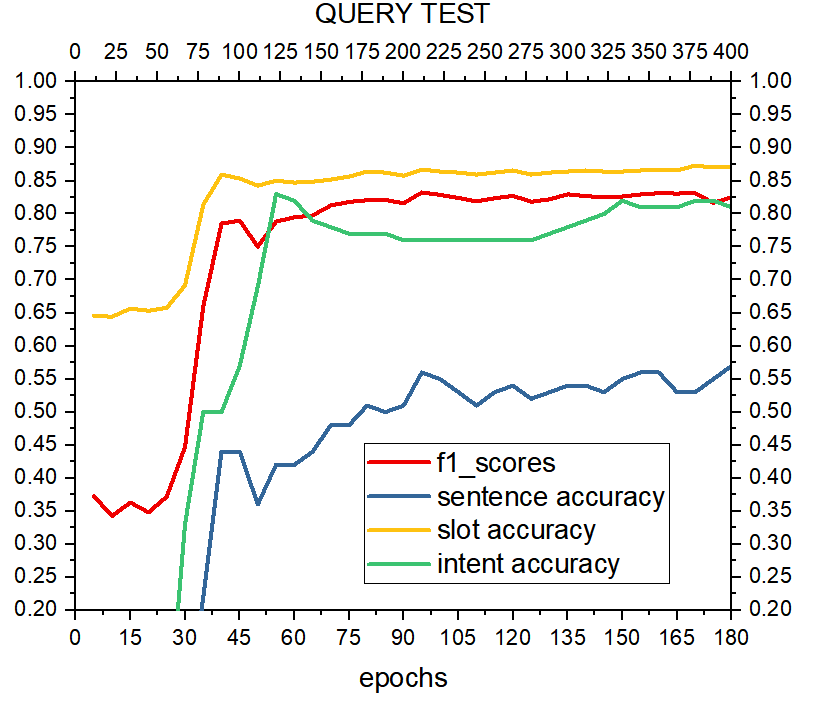 QUERY TEST
0 25 50 75 100 125 150 175 200 225 250 275 300 325 350 375 400
1.00 1.00
0.95 0.95
0.90 0.90
0.85 0.85
0.80 0.80
0.75 0.75
0.70 0.70
0.65 0.65
0.60 0.60
0.55 0.55
0.50 0.50
0.45 0.45
f1_scores
0.40 0.40
sentence accuracy
0.35 0.35
slot accuracy
0.30 0.30
intent accuracy
0.25 0.25
0.20 0.20
0 15 30 45 60 75 90 105 120 135 150 165 180
epochs